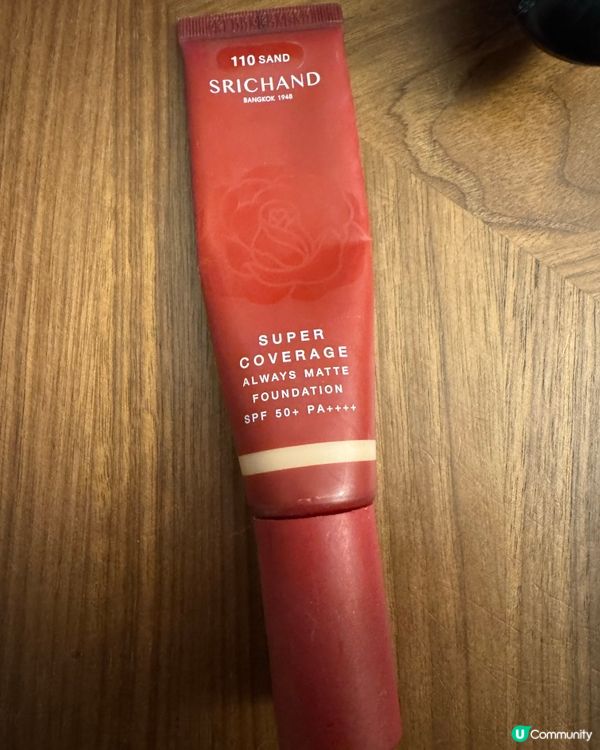 110 SAND
SRICHAND
BANGKOK 1948
SUPER
COVERAGE
ALWAYS MATTE
FOUNDATION
SPF 50+ PA++++
U Community